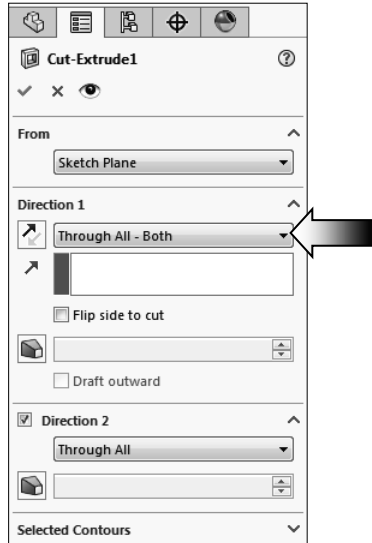 Cut-Extrude1
From
Sketch Plane
Direction 1
Through All - Both
Flip side to cut
Draft outward
Direction 2
Through All
Selected Contours